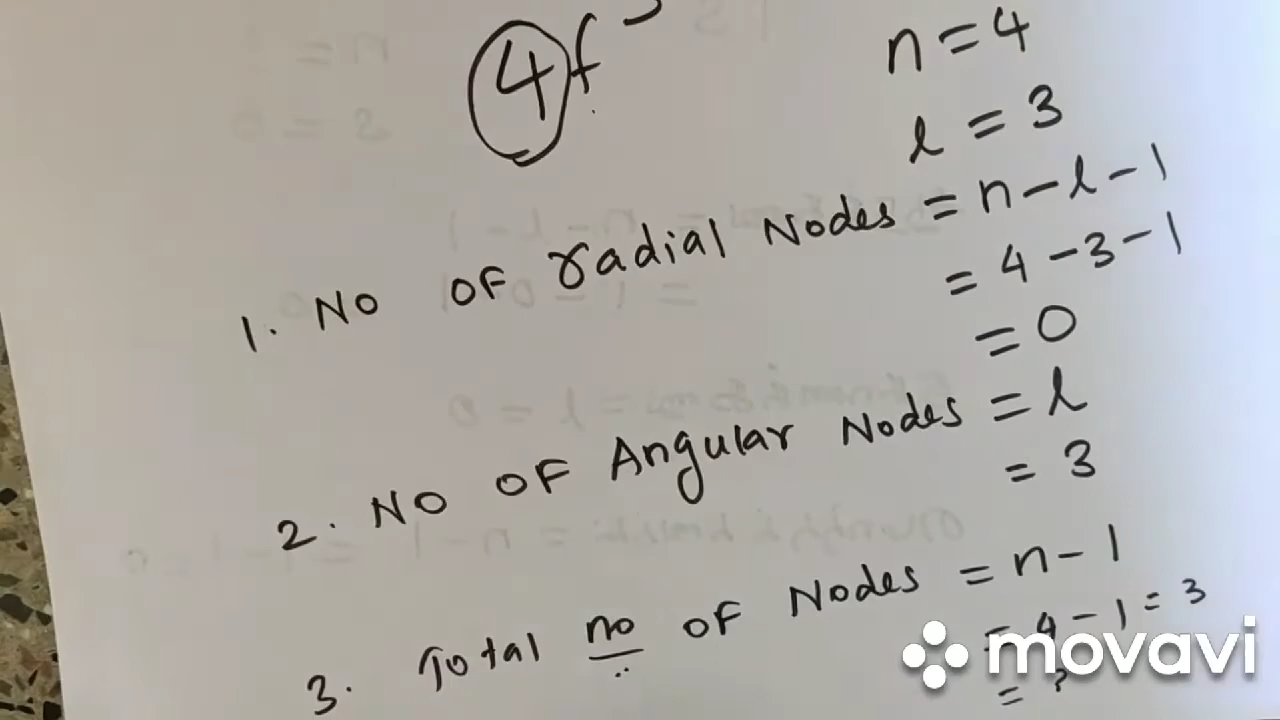 4f
n = 4
l = 3
1. No OF radial Nodes = n - l - 1
= 4 - 3 - 1
= 0
2. No OF Angular Nodes = l
= 3
3. Total no OF Nodes = n - 1
= 4 - 1 = 3
=
movavi